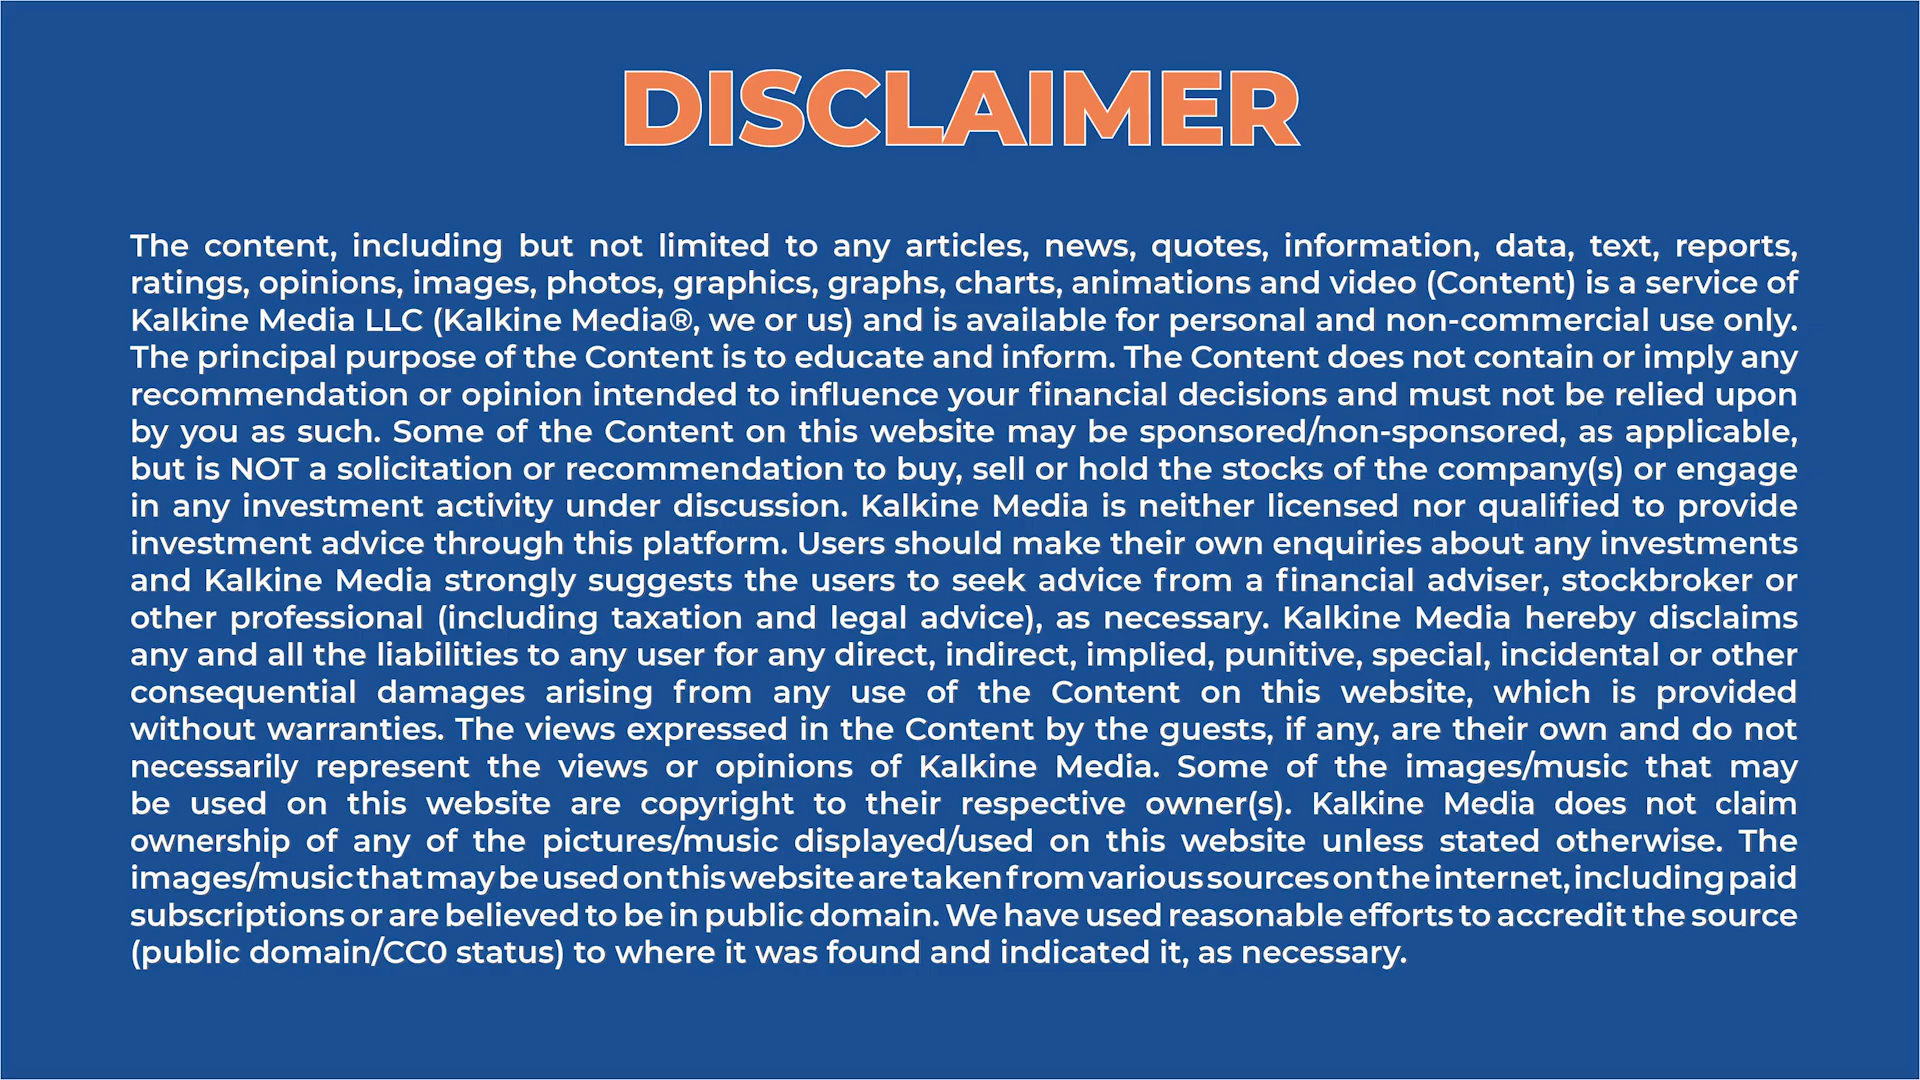 DISCLAIMER
The content, including but not limited to any articles, news, quotes, information, data, text, reports,
ratings, opinions, images, photos, graphics, graphs, charts, animations and video (Content) is a service of
Kalkine Media LLC (Kalkine Media®, we or us) and is available for personal and non-commercial use only.
The principal purpose of the Content is to educate and inform. The Content does not contain or imply any
recommendation or opinion intended to influence your financial decisions and must not be relied upon
by you as such. Some of the Content on this website may be sponsored/non-sponsored, as applicable,
but is NOT a solicitation or recommendation to buy, sell or hold the stocks of the company(s) or engage
in any investment activity under discussion. Kalkine Media is neither licensed nor qualified to provide
investment advice through this platform. Users should make their own enquiries about any investments
and Kalkine Media strongly suggests the users to seek advice from a financial adviser, stockbroker or
other professional (including taxation and legal advice), as necessary. Kalkine Media hereby disclaims
any and all the liabilities to any user for any direct, indirect, implied, punitive, special, incidental or other
consequential damages arising from any use of the Content on this website, which is provided
without warranties. The views expressed in the Content by the guests, if any, are their own and do not
necessarily represent the views or opinions of Kalkine Media. Some of the images/music that may
be used on this website are copyright to their respective owner(s). Kalkine Media does not claim
ownership of any of the pictures/music displayed/used on this website unless stated otherwise. The
images/music that may be used on this website are taken from various sources on the internet, including paid
subscriptions or are believed to be in public domain. We have used reasonable efforts to accredit the source
(public domain/CC0 status) to where it was found and indicated it, as necessary.